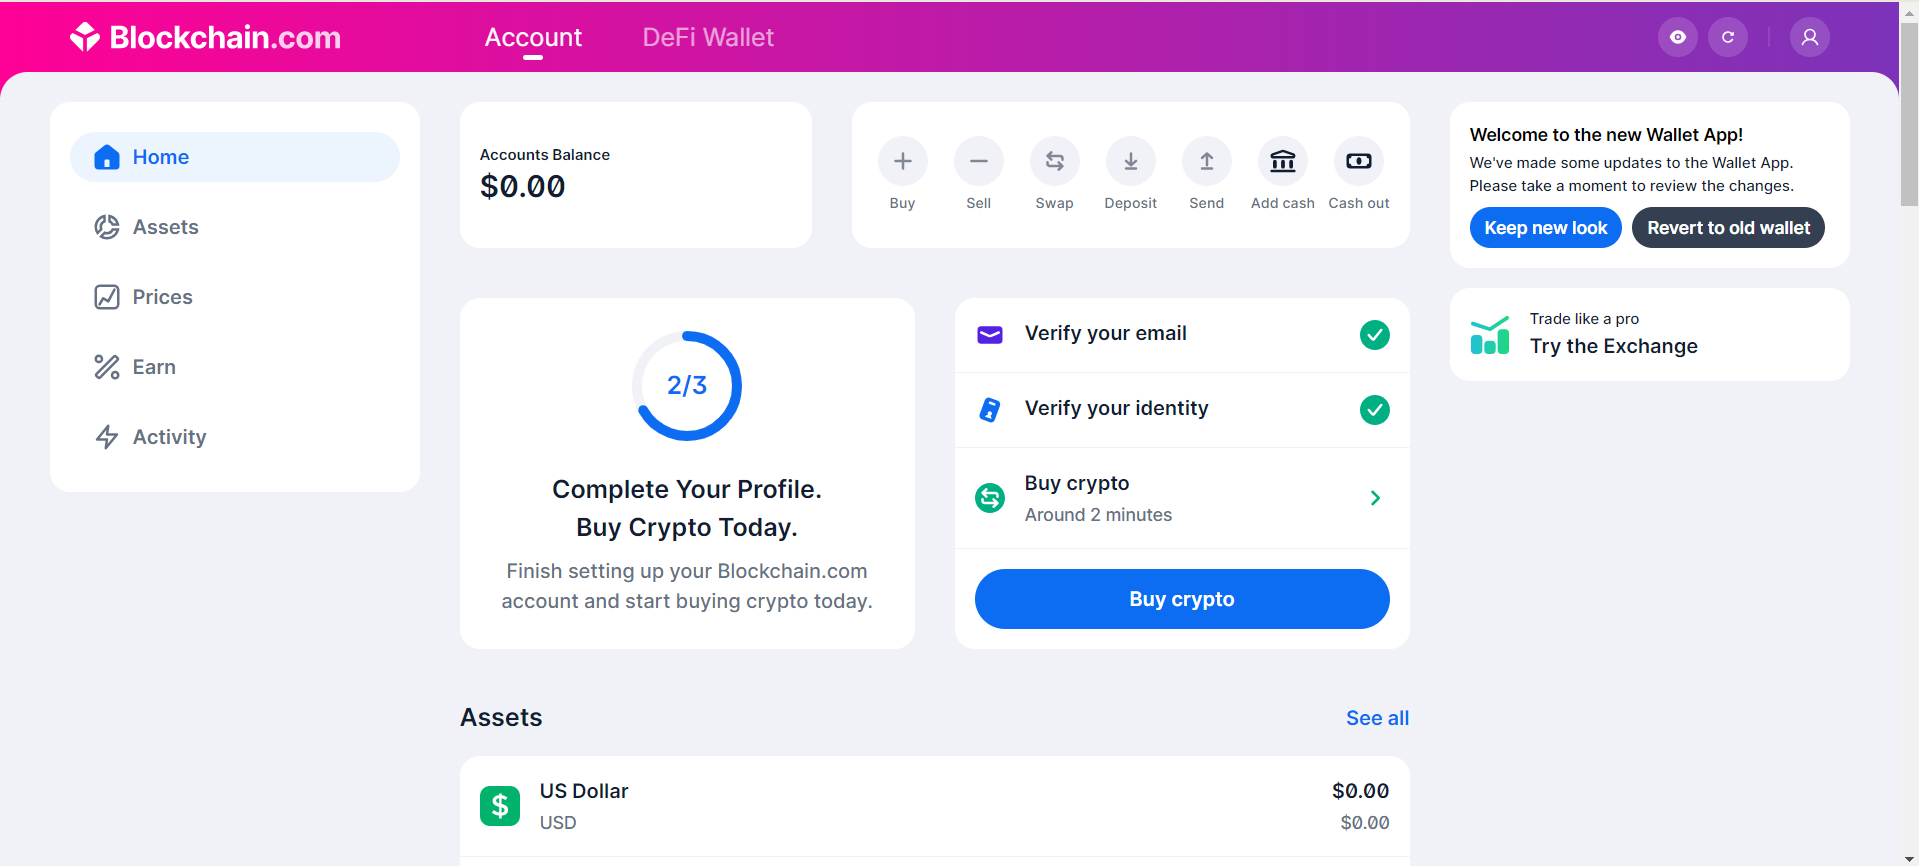 Blockchain.com
Account
DeFi Wallet
Home
Assets
Prices
Earn
Activity
Accounts Balance
$0.00
Buy
Sell
Swap
Deposit
Send
Add cash
Cash out
Welcome to the new Wallet App!
We've made some updates to the Wallet App.
Please take a moment to review the changes.
Keep new look
Revert to old wallet
Trade like a pro
Try the Exchange
2/3
Complete Your Profile.
Buy Crypto Today.
Finish setting up your Blockchain.com
account and start buying crypto today.
Verify your email
Verify your identity
Buy crypto
Around 2 minutes
Buy crypto
Assets
See all
$
US Dollar
$0.00
USD
$0.00